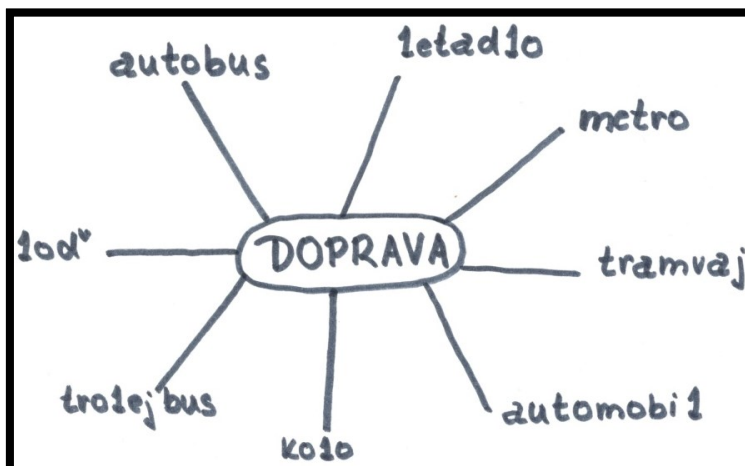 autobus
letadlo
metro
loď
DOPRAVA
tramvaj
trolejbus
kolo
automobil